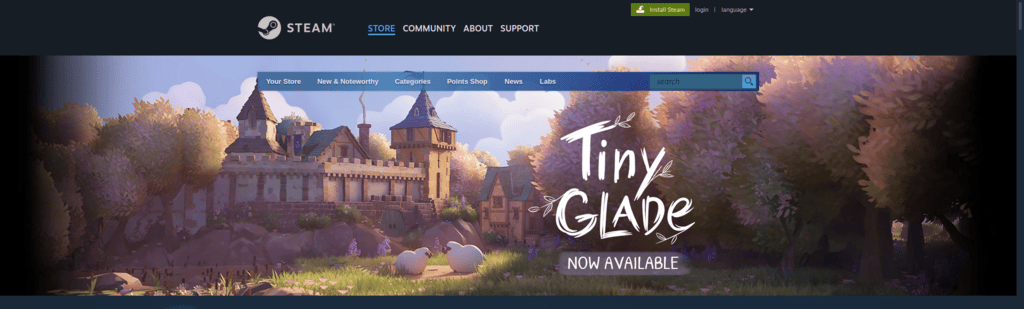 Install Steam login | language
STEAM® STORE COMMUNITY ABOUT SUPPORT
Your Store New & Noteworthy Categories Points Shop News Labs search
Tiny
GLADE
NOW AVAILABLE